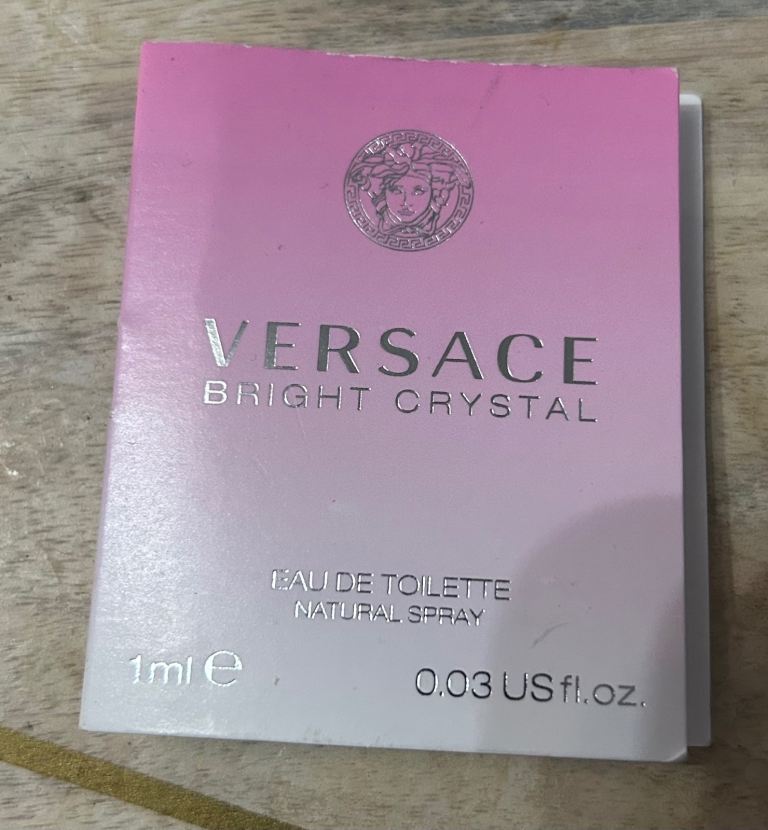 VERSACE
BRIGHT CRYSTAL
EAU DE TOILETTE
NATURAL SPRAY
1ml ℮
0.03 US fl.oz.